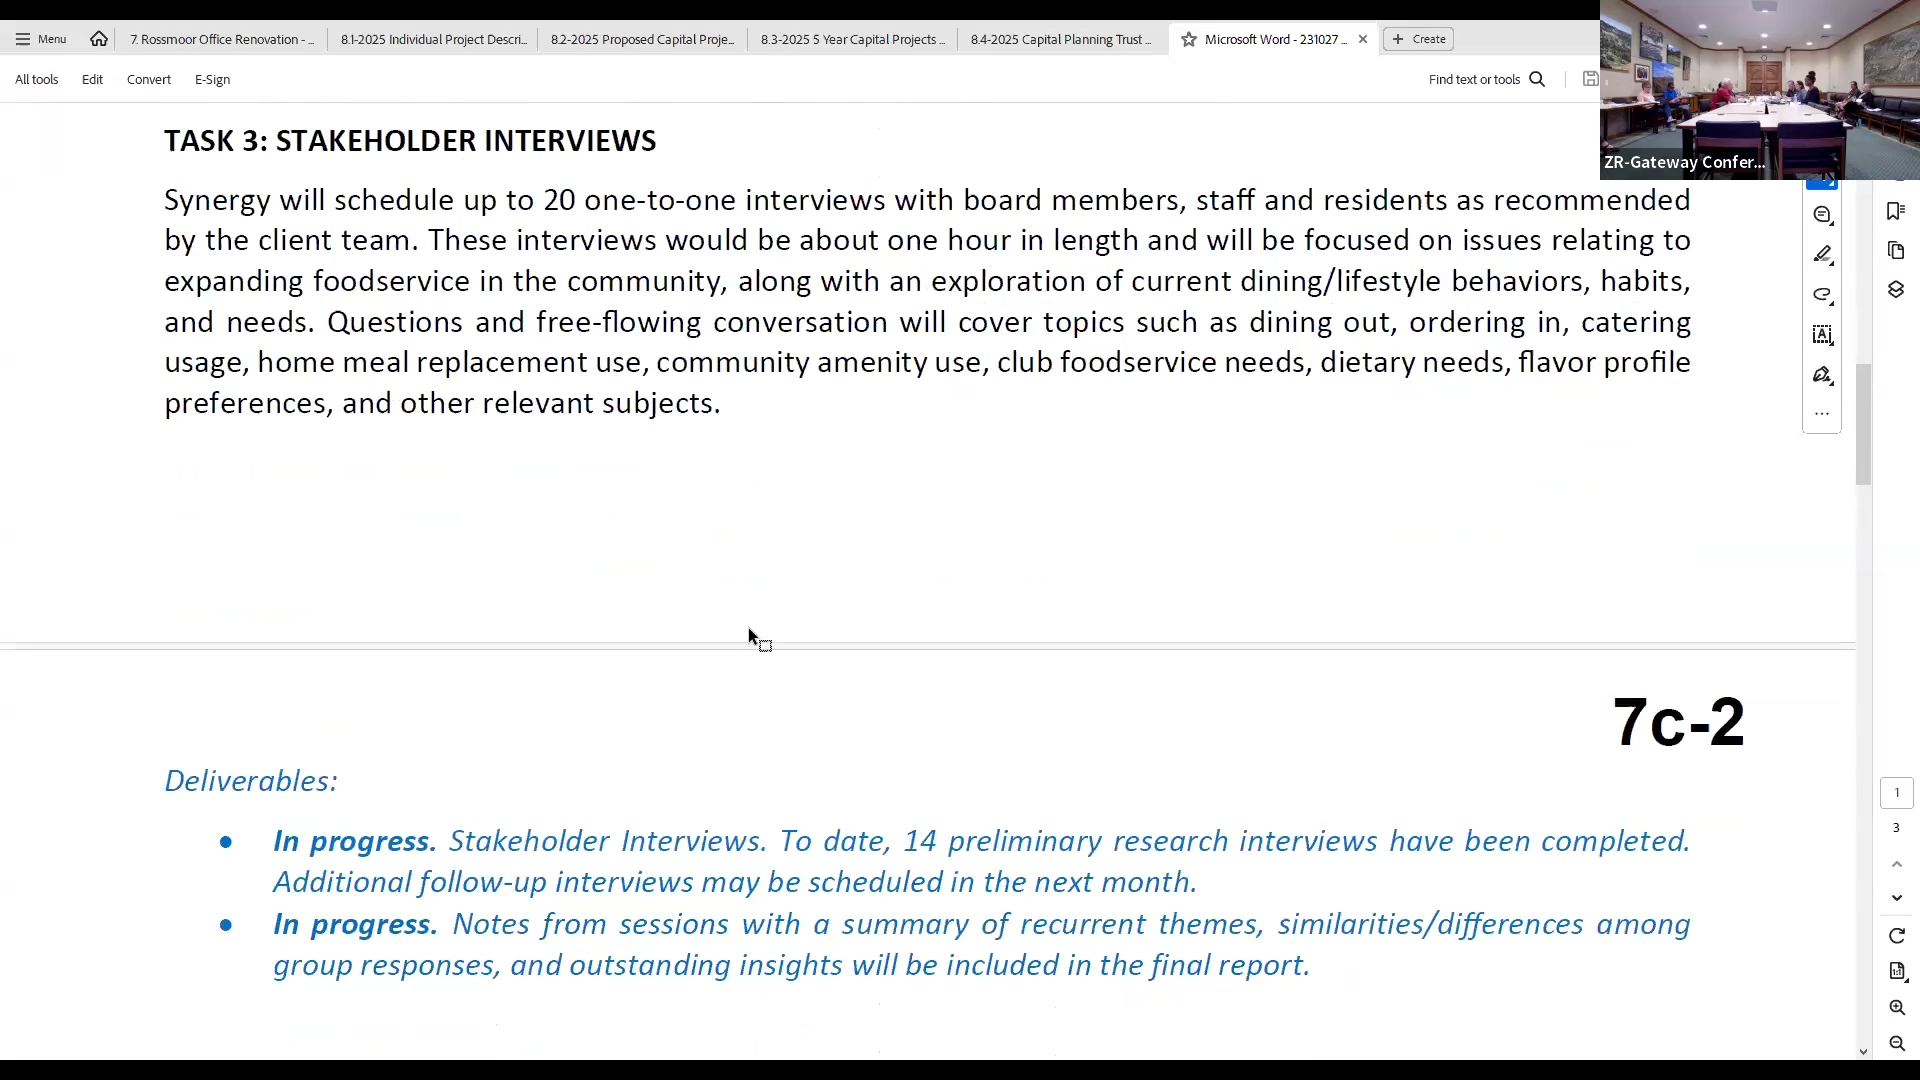 Menu
7. Rossmoor Office Renovation - ...
8.1-2025 Individual Project Descri...
8.2-2025 Proposed Capital Proje...
8.3-2025 5 Year Capital Projects ...
8.4-2025 Capital Planning Trust ...
Microsoft Word - 231027 ...
Create
All tools
Edit
Convert
E-Sign
Find text or tools
ZR-Gateway Confer...
TASK 3: STAKEHOLDER INTERVIEWS
Synergy will schedule up to 20 one-to-one interviews with board members, staff and residents as recommended
by the client team. These interviews would be about one hour in length and will be focused on issues relating to
expanding foodservice in the community, along with an exploration of current dining/lifestyle behaviors, habits,
and needs. Questions and free-flowing conversation will cover topics such as dining out, ordering in, catering
usage, home meal replacement use, community amenity use, club foodservice needs, dietary needs, flavor profile
preferences, and other relevant subjects.
7c-2
Deliverables:
• In progress. Stakeholder Interviews. To date, 14 preliminary research interviews have been completed.
Additional follow-up interviews may be scheduled in the next month.
• In progress. Notes from sessions with a summary of recurrent themes, similarities/differences among
group responses, and outstanding insights will be included in the final report.
1
3